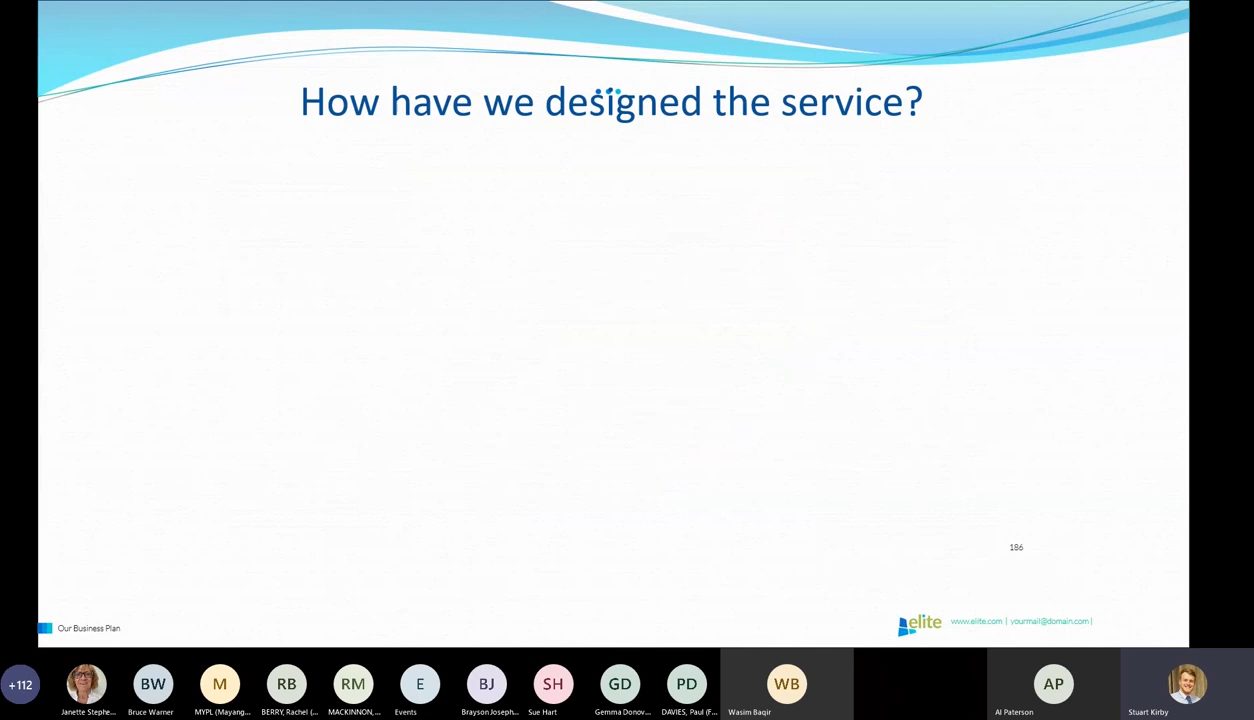 How have we designed the service?
186
Our Business Plan
elite
www.elite.com | yourmail@domain.com |
+112
BW
M
RB
RM
E
BJ
SH
GD
PD
WB
AP
Janette Stephe...
Bruce Warner
MYPL (Mayang...
BERRY, Rachel (...
MACKINNON,...
Events
Brayson Joseph...
Sue Hart
Gemma Donov...
DAVIES, Paul (F...
Wasim Baqir
Al Paterson
Stuart Kirby